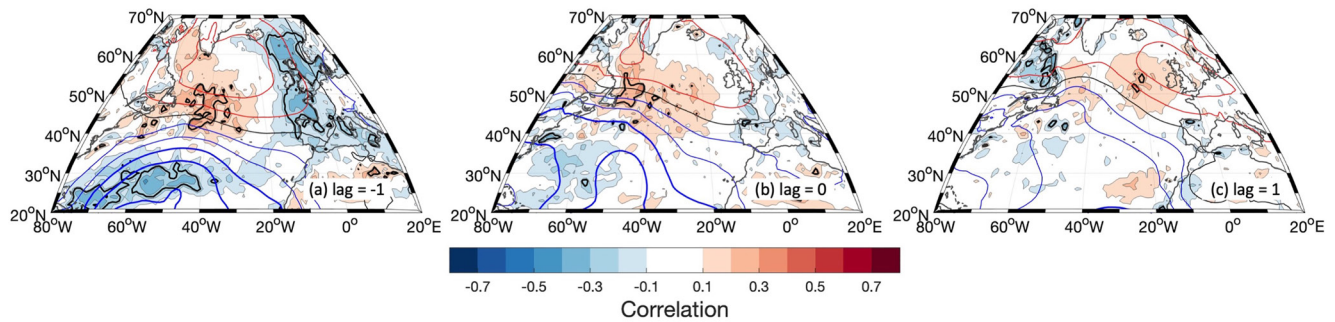 70°N
60°N
50°N
40°N
30°N
20°N
80°W
60°W
40°W
20°W
0°W
20°E
(a) lag = -1
70°N
60°N
50°N
40°N
30°N
20°N
80°W
60°W
40°W
20°W
0°W
20°E
(b) lag = 0
70°N
60°N
50°N
40°N
30°N
20°N
80°W
60°W
40°W
20°W
0°W
20°E
(c) lag = 1
-0.7 -0.5 -0.3 -0.1 0.1 0.3 0.5 0.7
Correlation